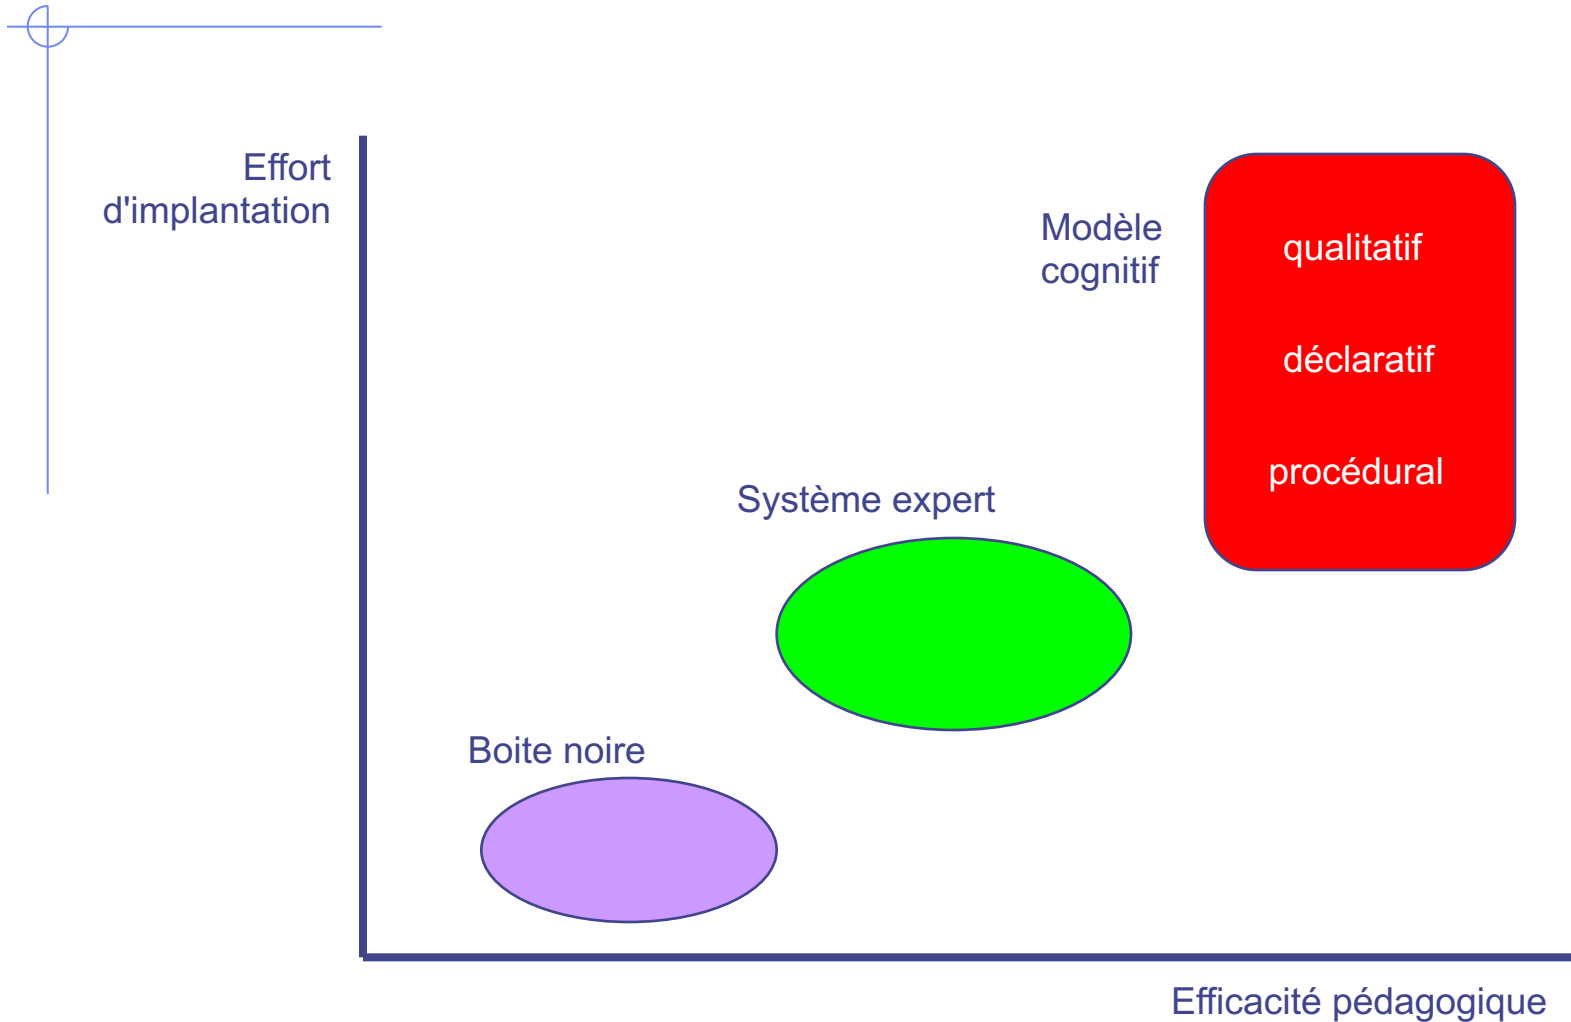 Effort
d'implantation
Modèle
cognitif
qualitatif
déclaratif
procédural
Système expert
Boite noire
Efficacité pédagogique